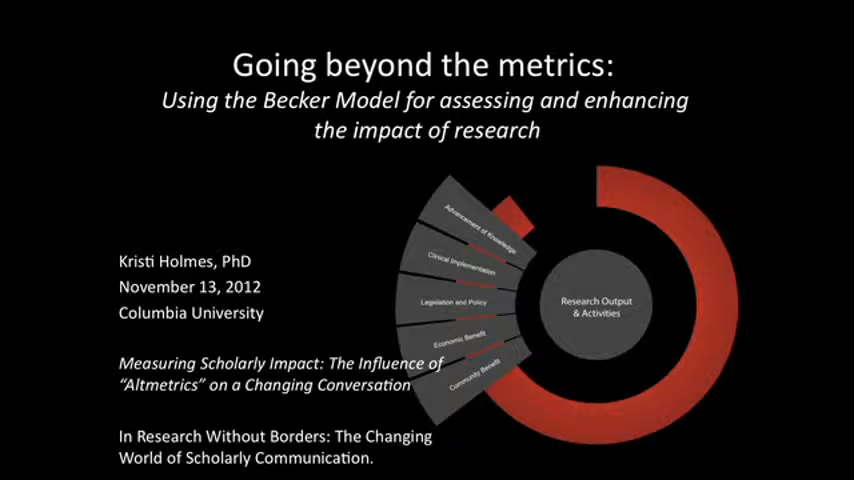 Going beyond the metrics:
Using the Becker Model for assessing and enhancing
the impact of research
Kristi Holmes, PhD
November 13, 2012
Columbia University
Measuring Scholarly Impact: The Influence of
“Altmetrics” on a Changing Conversation
In Research Without Borders: The Changing
World of Scholarly Communication.
Advancement of Knowledge
Clinical Implementation
Legislation and Policy
Economic Benefit
Community Benefit
Research Output
& Activities